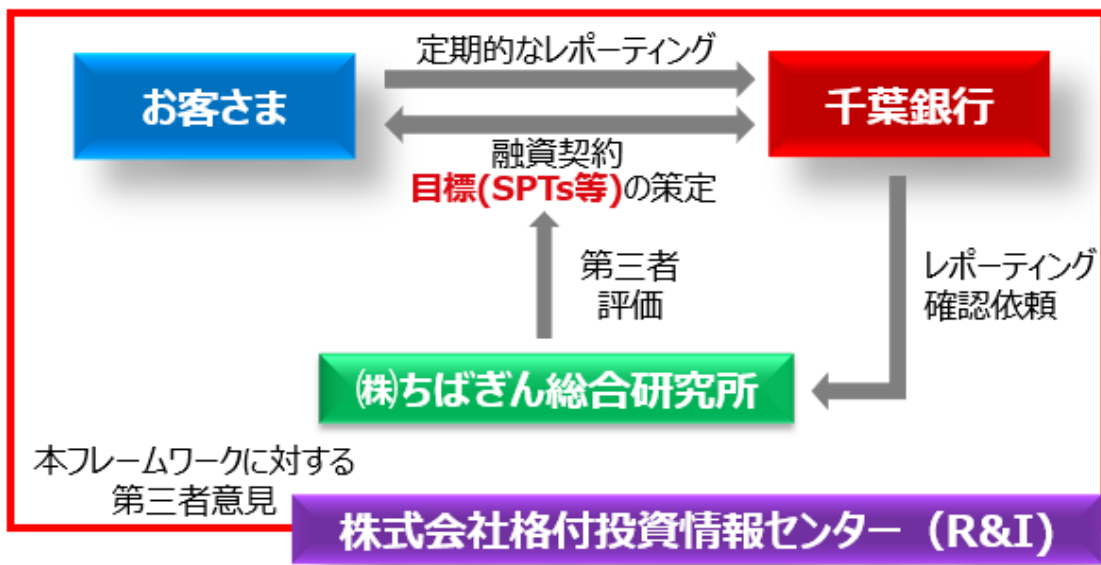 定期的なレポーティング
お客さま
千葉銀行
融資契約
目標(SPTs等)の策定
第三者
評価
レポーティング
確認依頼
㈱ちばぎん総合研究所
本フレームワークに対する
第三者意見
株式会社格付投資情報センター（R&I）